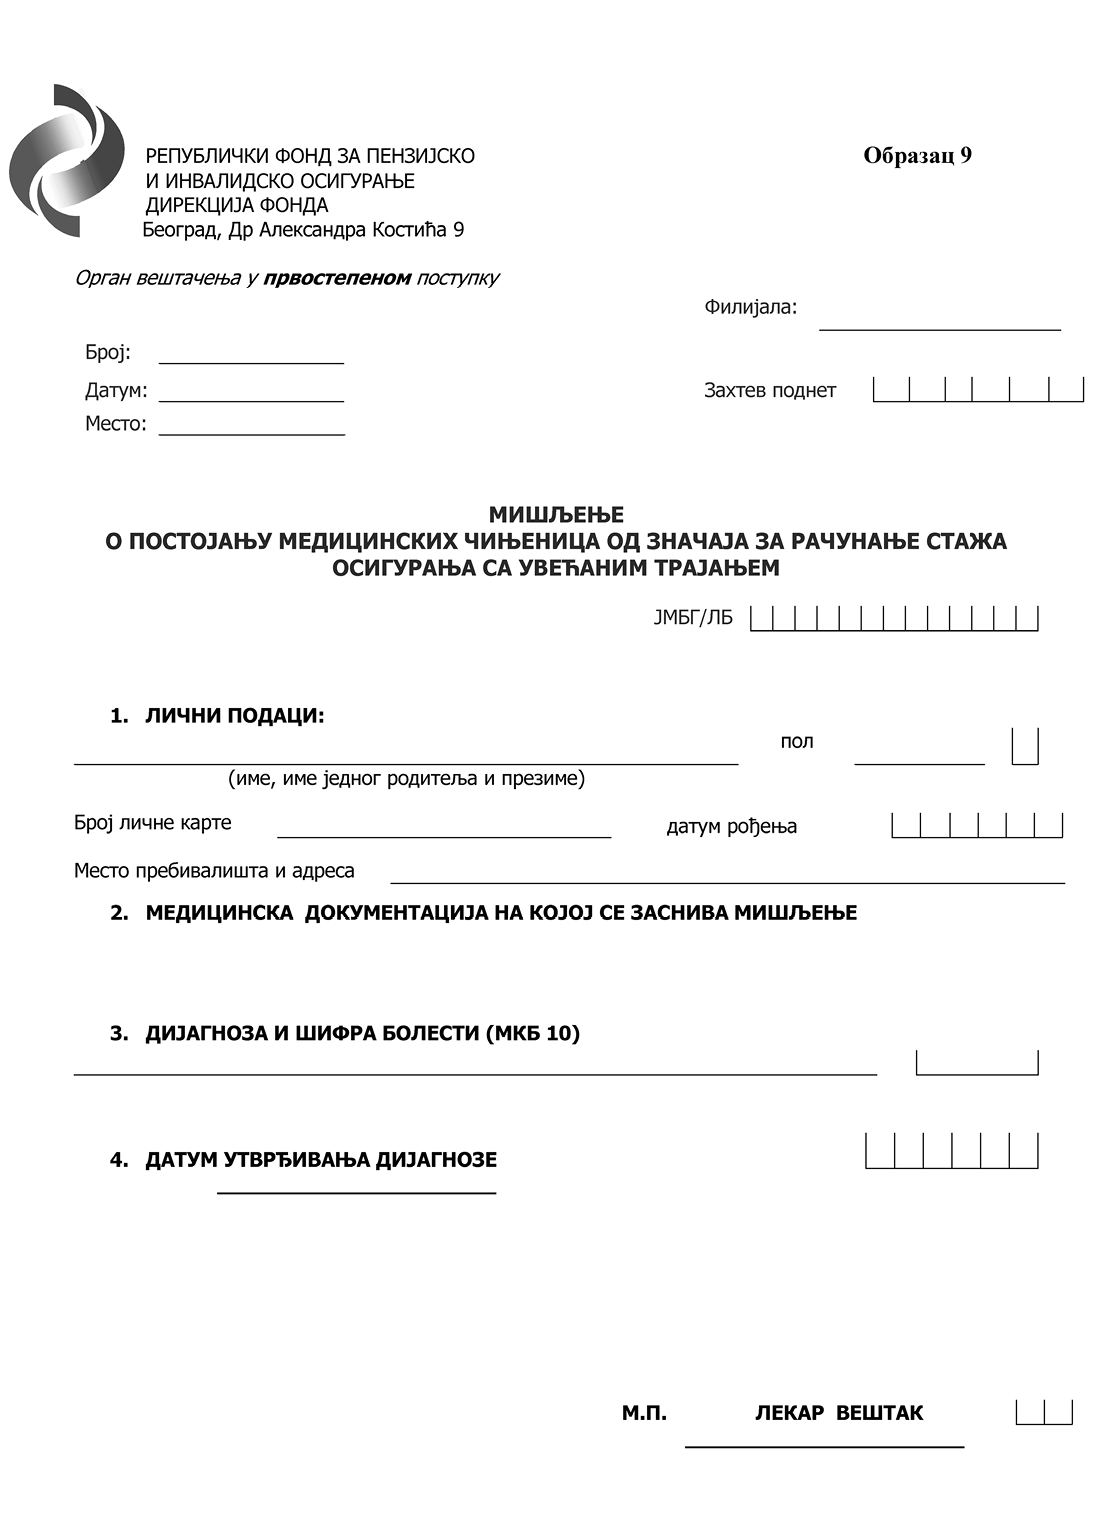 РЕПУБЛИЧКИ ФОНД ЗА ПЕНЗИЈСКО
И ИНВАЛИДСКО ОСИГУРАЊЕ
ДИРЕКЦИЈА ФОНДА
Београд, Др Александра Костића 9
Образац 9
Орган вештачења у првостепеном поступку
Филијала:
Број:
Датум:
Захтев поднет
Место:
МИШЉЕЊЕ
О ПОСТОЈАЊУ МЕДИЦИНСКИХ ЧИЊЕНИЦА ОД ЗНАЧАЈА ЗА РАЧУНАЊЕ СТАЖА
ОСИГУРАЊА СА УВЕЋАНИМ ТРАЈАЊЕМ
ЈМБГ/ЛБ
1. ЛИЧНИ ПОДАЦИ:
пол
(име, име једног родитеља и презиме)
Број личне карте
датум рођења
Место пребивалишта и адреса
2. МЕДИЦИНСКА ДОКУМЕНТАЦИЈА НА КОЈОЈ СЕ ЗАСНИВА МИШЉЕЊЕ
3. ДИЈАГНОЗА И ШИФРА БОЛЕСТИ (МКБ 10)
4. ДАТУМ УТВРЂИВАЊА ДИЈАГНОЗЕ
М.П. ЛЕКАР ВЕШТАК